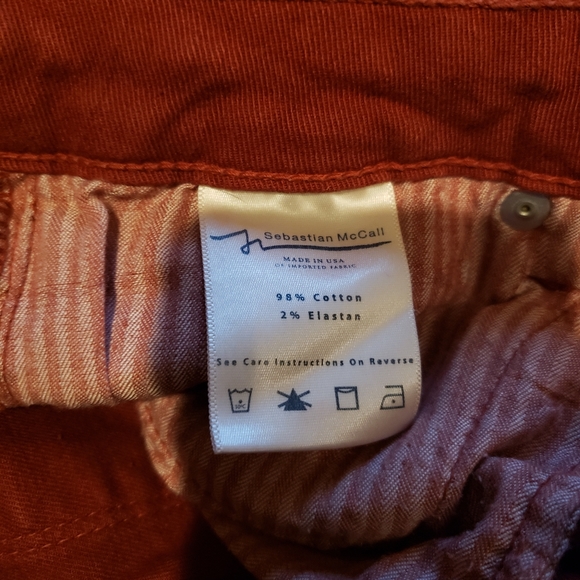 Sebastian McCall
MADE IN USA
OF IMPORTED FABRIC
98% Cotton
2% Elastan
See Care Instructions On Reverse